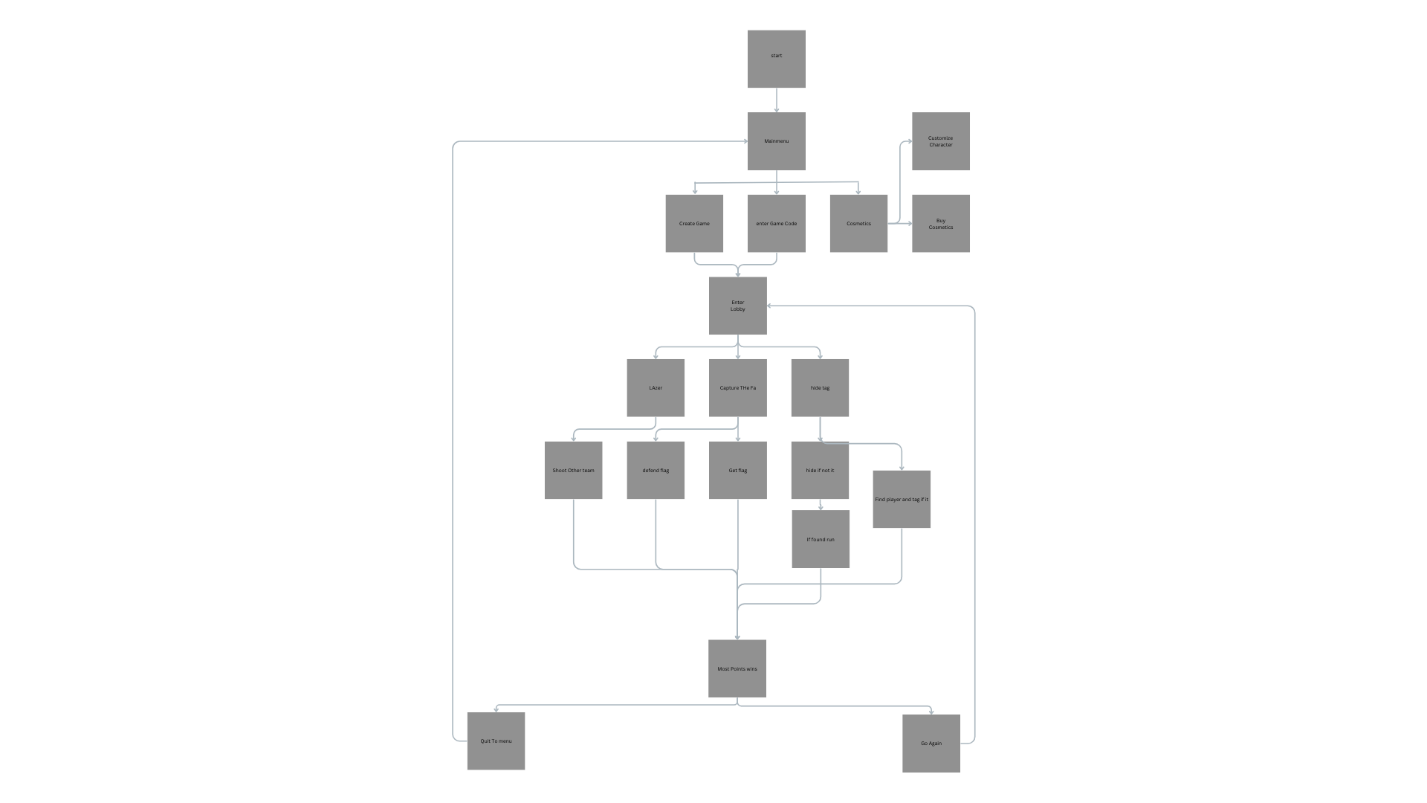 start
Mainmenu
Customize
Character
Create Game
enter Game Code
Cosmetics
Buy
Cosmetics
Enter
Lobby
LAzer
Capture THe Fla
hide tag
Shoot Other team
defend flag
Get flag
hide if not it
Find player and tag if it
if found run
Most Points wins
Quit To menu
Go Again